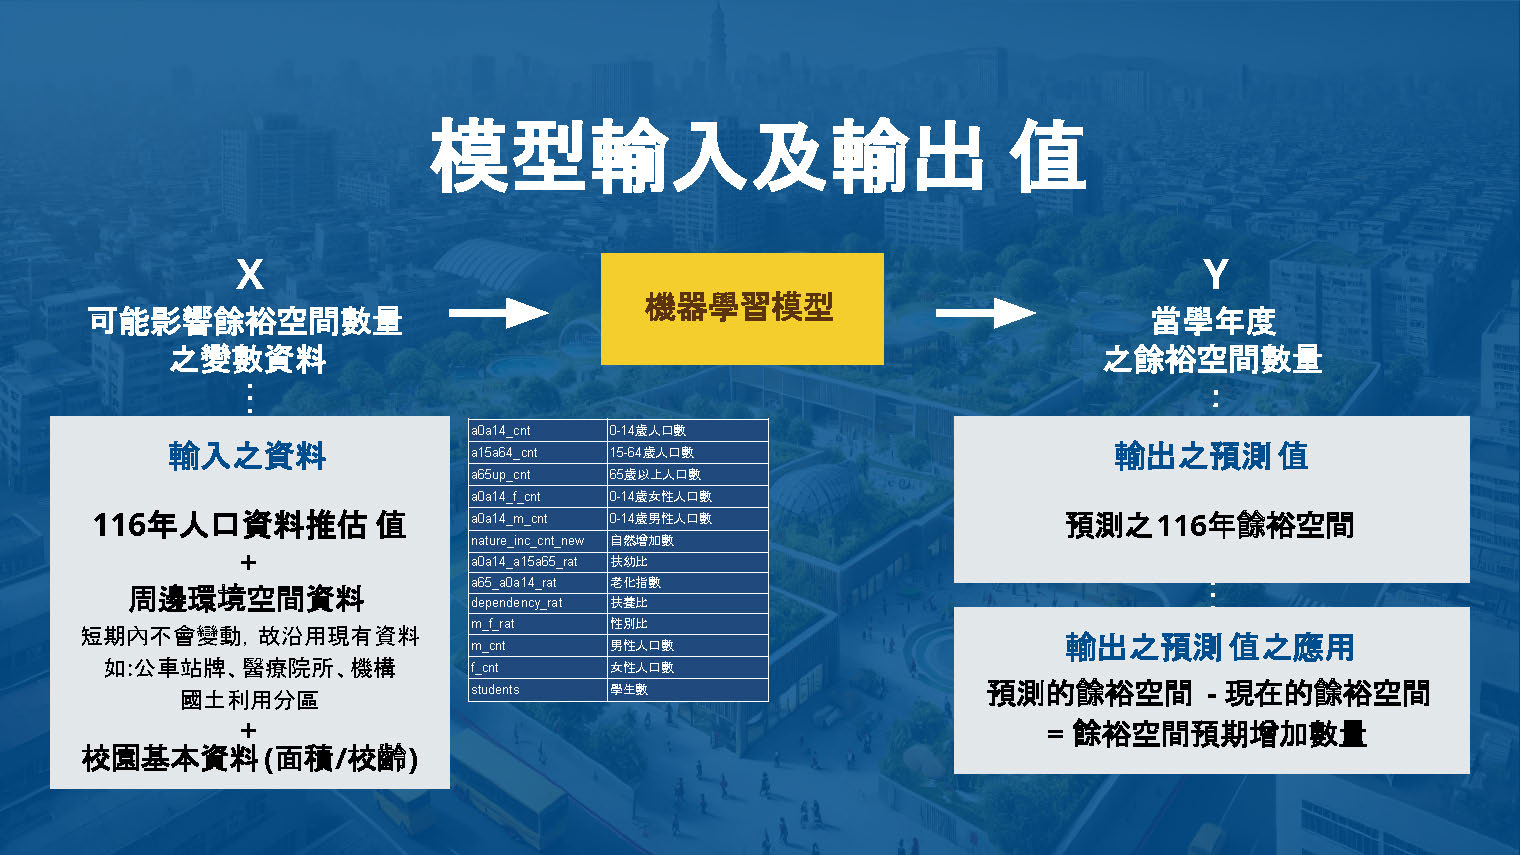 模型輸入及輸出 值
X
可能影響餘裕空間數量
之變數資料
機器學習模型
Y
當學年度
之餘裕空間數量
輸入之資料
116年人口資料推估 值
+
周邊環境空間資料
短期內不會變動, 故沿用現有資料
如:公車站牌、醫療院所、機構
國土利用分區
+
校園基本資料 (面積/校齡)
a0a14_cnt 0-14歲人口數
a15a64_cnt 15-64歲人口數
a65up_cnt 65歲以上人口數
a0a14_f_cnt 0-14歲女性人口數
a0a14_m_cnt 0-14歲男性人口數
nature_inc_cnt_new 自然增加數
a0a14_a15a65_rat 扶幼比
a65_a0a14_rat 老化指數
dependency_rat 扶養比
m_f_rat 性別比
m_cnt 男性人口數
f_cnt 女性人口數
students 學生數
輸出之預測 值
預測之 116年餘裕空間
輸出之預測 值之應用
預測的餘裕空間 - 現在的餘裕空間
= 餘裕空間預期增加數量